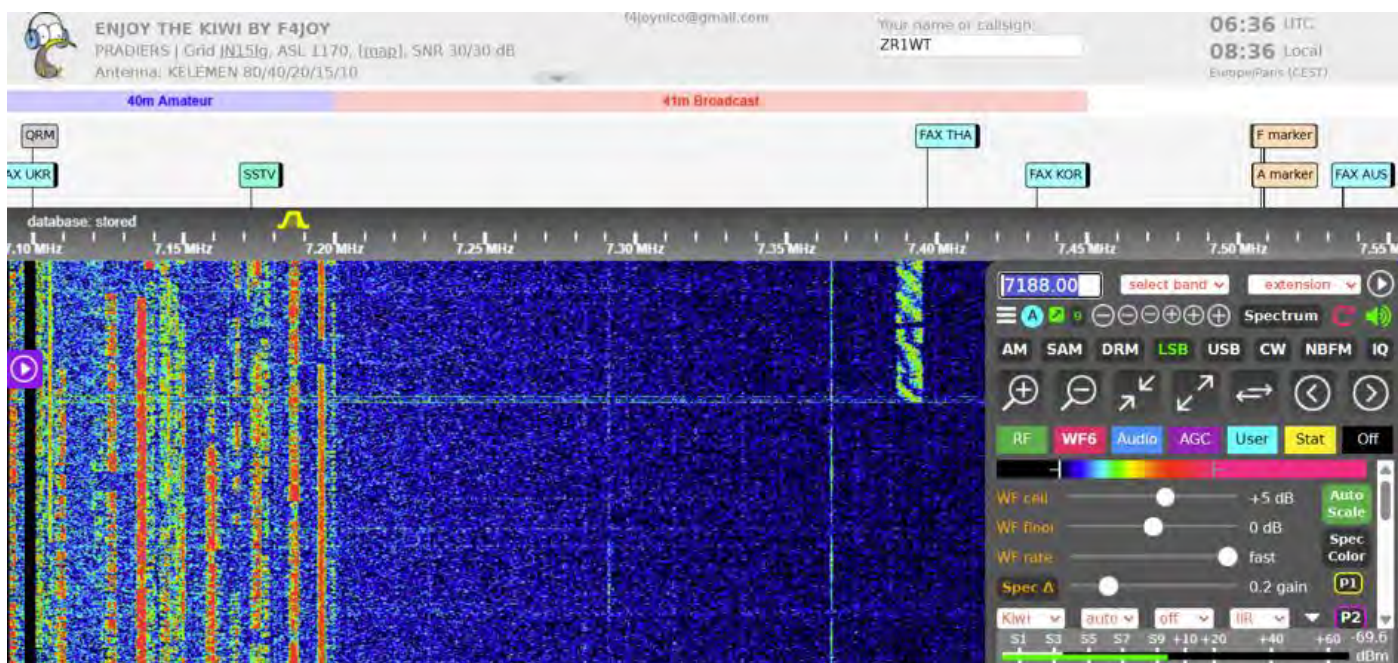 ENJOY THE KIWI BY F4JOY
PRADIERS | Grid JN15lg, ASL 1170, [map], SNR 30/30 dB
Antenna: KELEMEN 80/40/20/15/10
f4joynico@gmail.com
Your name or callsign:
ZR1WT
06:36 UTC
08:36 Local
Europe/Paris (CEST)
40m Amateur
41m Broadcast
QRM
FAX THA
F marker
AX UKR
SSTV
FAX KOR
A marker
FAX AUS
database: stored
7.10 MHz 7.15 MHz 7.20 MHz 7.25 MHz 7.30 MHz 7.35 MHz 7.40 MHz 7.45 MHz 7.50 MHz 7.55 M
7188.00 select band extension
A 9 Spectrum
AM SAM DRM LSB USB CW NBFM IQ
RF WF6 Audio AGC User Stat Off
WF ceil +5 dB Auto Scale
WF floor 0 dB Spec Color
WF rate fast
Spec Δ 0.2 gain P1
Kiwi auto off IIR P2
S1 S3 S5 S7 S9 +10 +20 +40 +60 -69.6
dBm